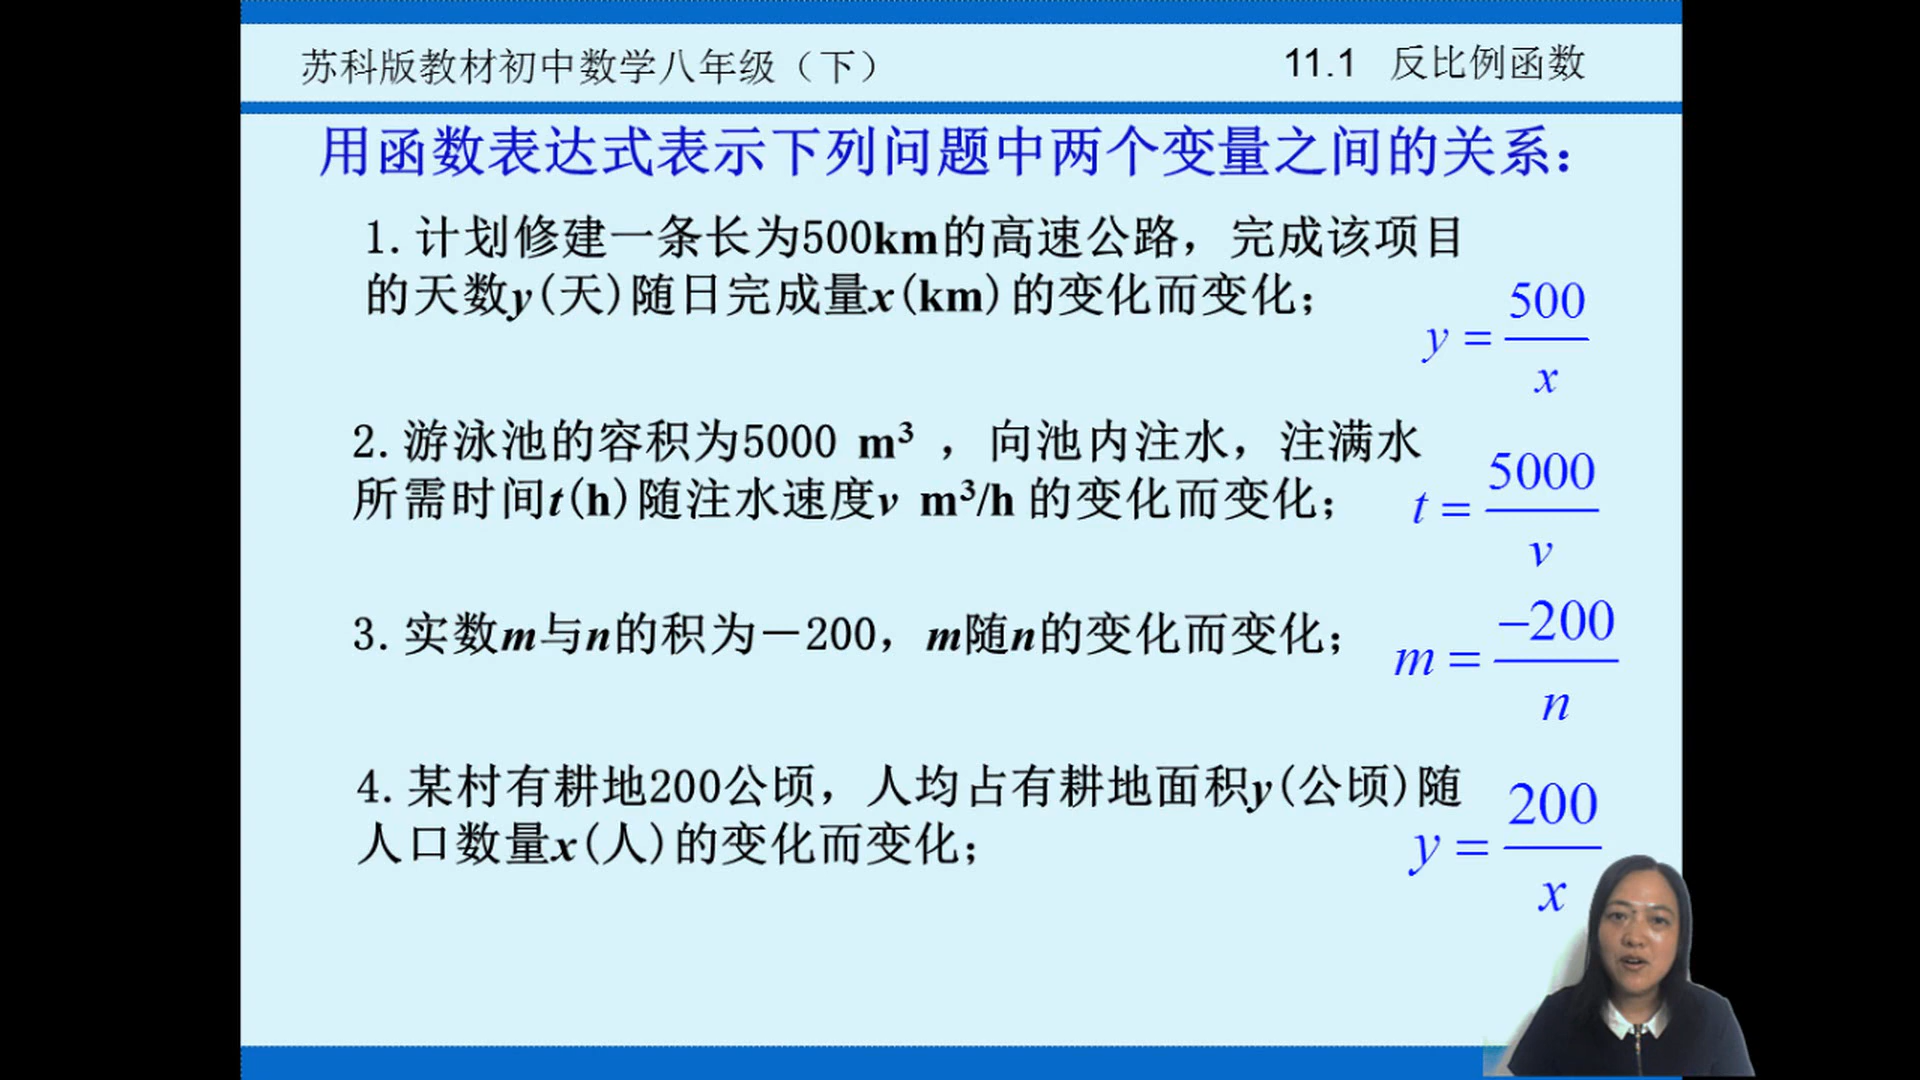 苏科版教材初中数学八年级（下）
11.1 反比例函数
用函数表达式表示下列问题中两个变量之间的关系：
1.计划修建一条长为500km的高速公路，完成该项目
的天数y(天)随日完成量x(km)的变化而变化；
y = 500/x
2.游泳池的容积为5000 m³ ，向池内注水，注满水
所需时间t(h)随注水速度v m³/h 的变化而变化；
t = 5000/v
3.实数m与n的积为－200，m随n的变化而变化；
m = −200/n
4.某村有耕地200公顷，人均占有耕地面积y(公顷)随
人口数量x(人)的变化而变化；
y = 200/x